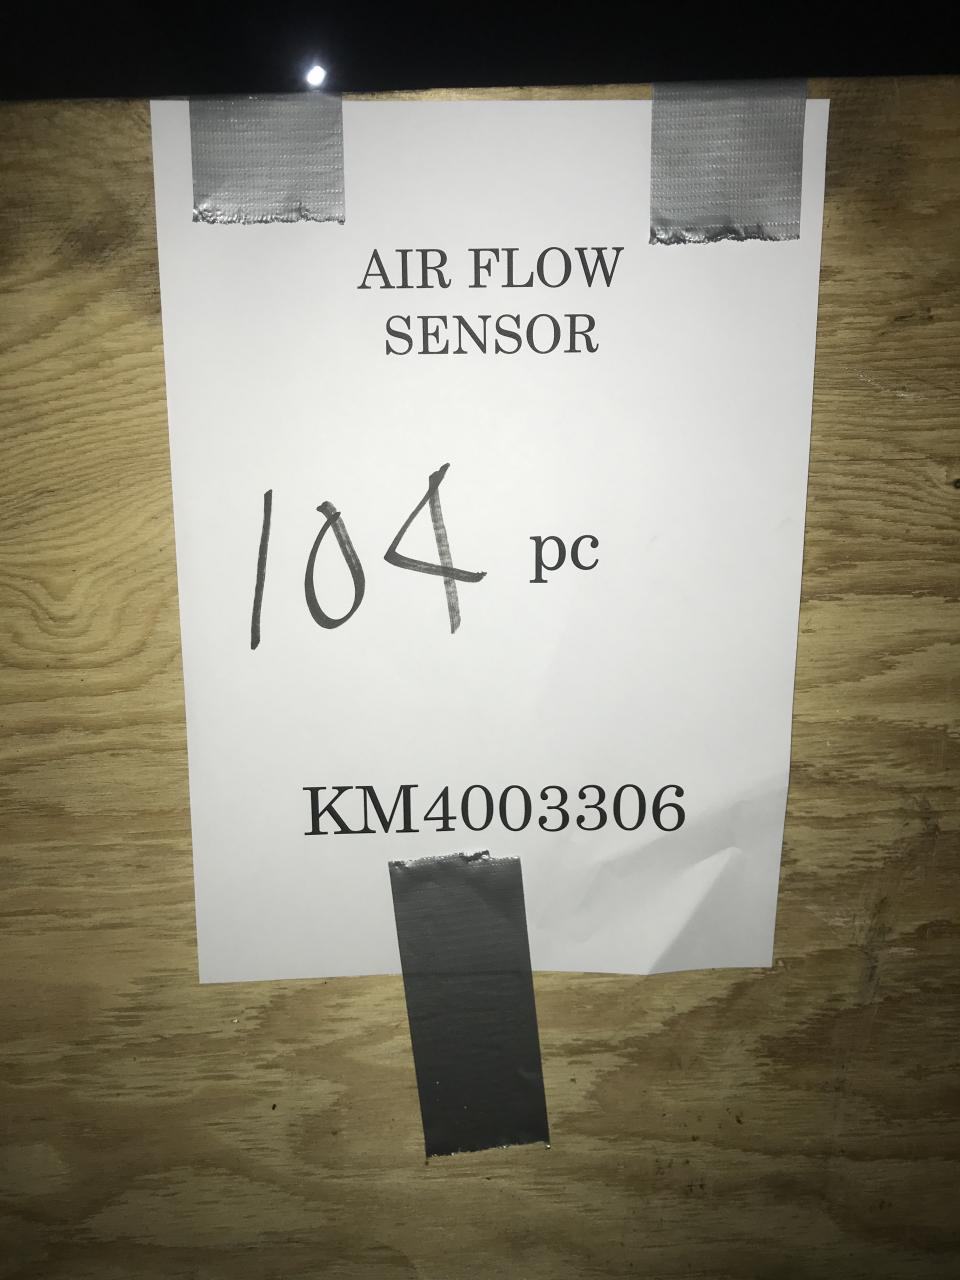 AIR FLOW
SENSOR
104 pc
KM4003306